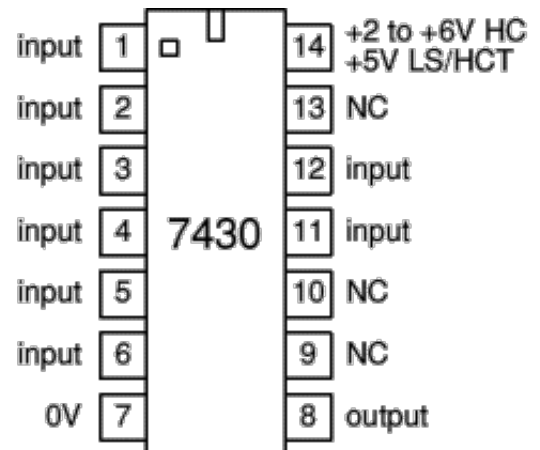 input 1 14 +2 to +6V HC
+5V LS/HCT
input 2 13 NC
input 3 12 input
input 4 7430 11 input
input 5 10 NC
input 6 9 NC
0V 7 8 output